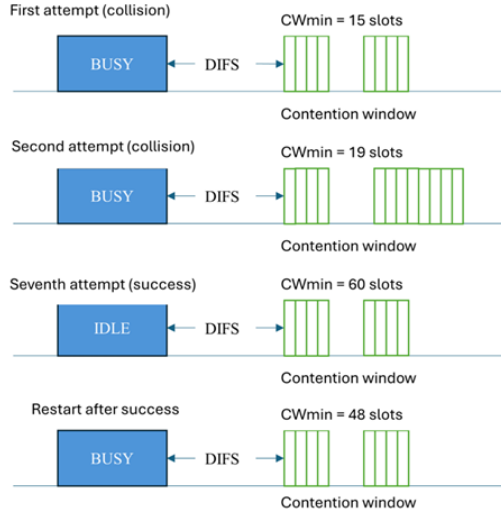 First attempt (collision)
CWmin = 15 slots
BUSY
DIFS
Contention window
Second attempt (collision)
CWmin = 19 slots
BUSY
DIFS
Contention window
Seventh attempt (success)
CWmin = 60 slots
IDLE
DIFS
Contention window
Restart after success
CWmin = 48 slots
BUSY
DIFS
Contention window